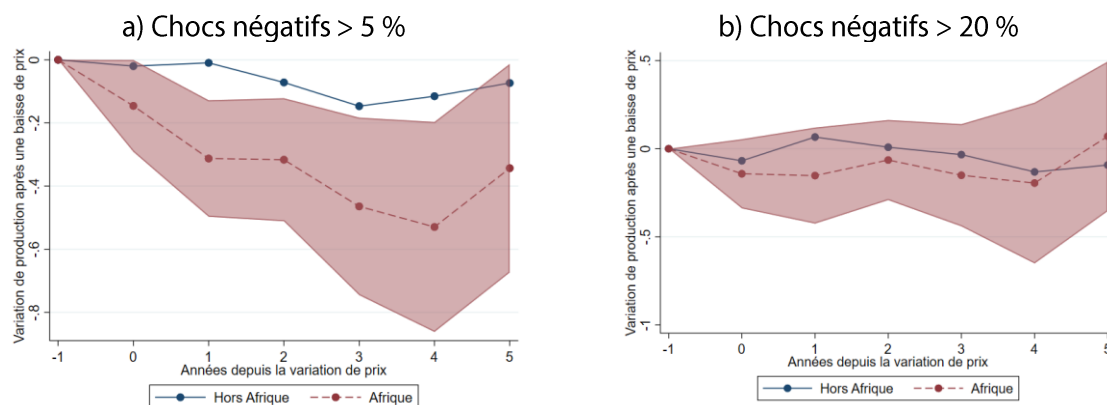 a) Chocs négatifs > 5 %
Variation de production après une baisse de prix
0
-.2
-.4
-.6
-.8
-1
0
1
2
3
4
5
Années depuis la variation de prix
Hors Afrique
Afrique
b) Chocs négatifs > 20 %
Variation de production après une baisse de prix
.5
0
-.5
-1
-1
0
1
2
3
4
5
Années depuis la variation de prix
Hors Afrique
Afrique